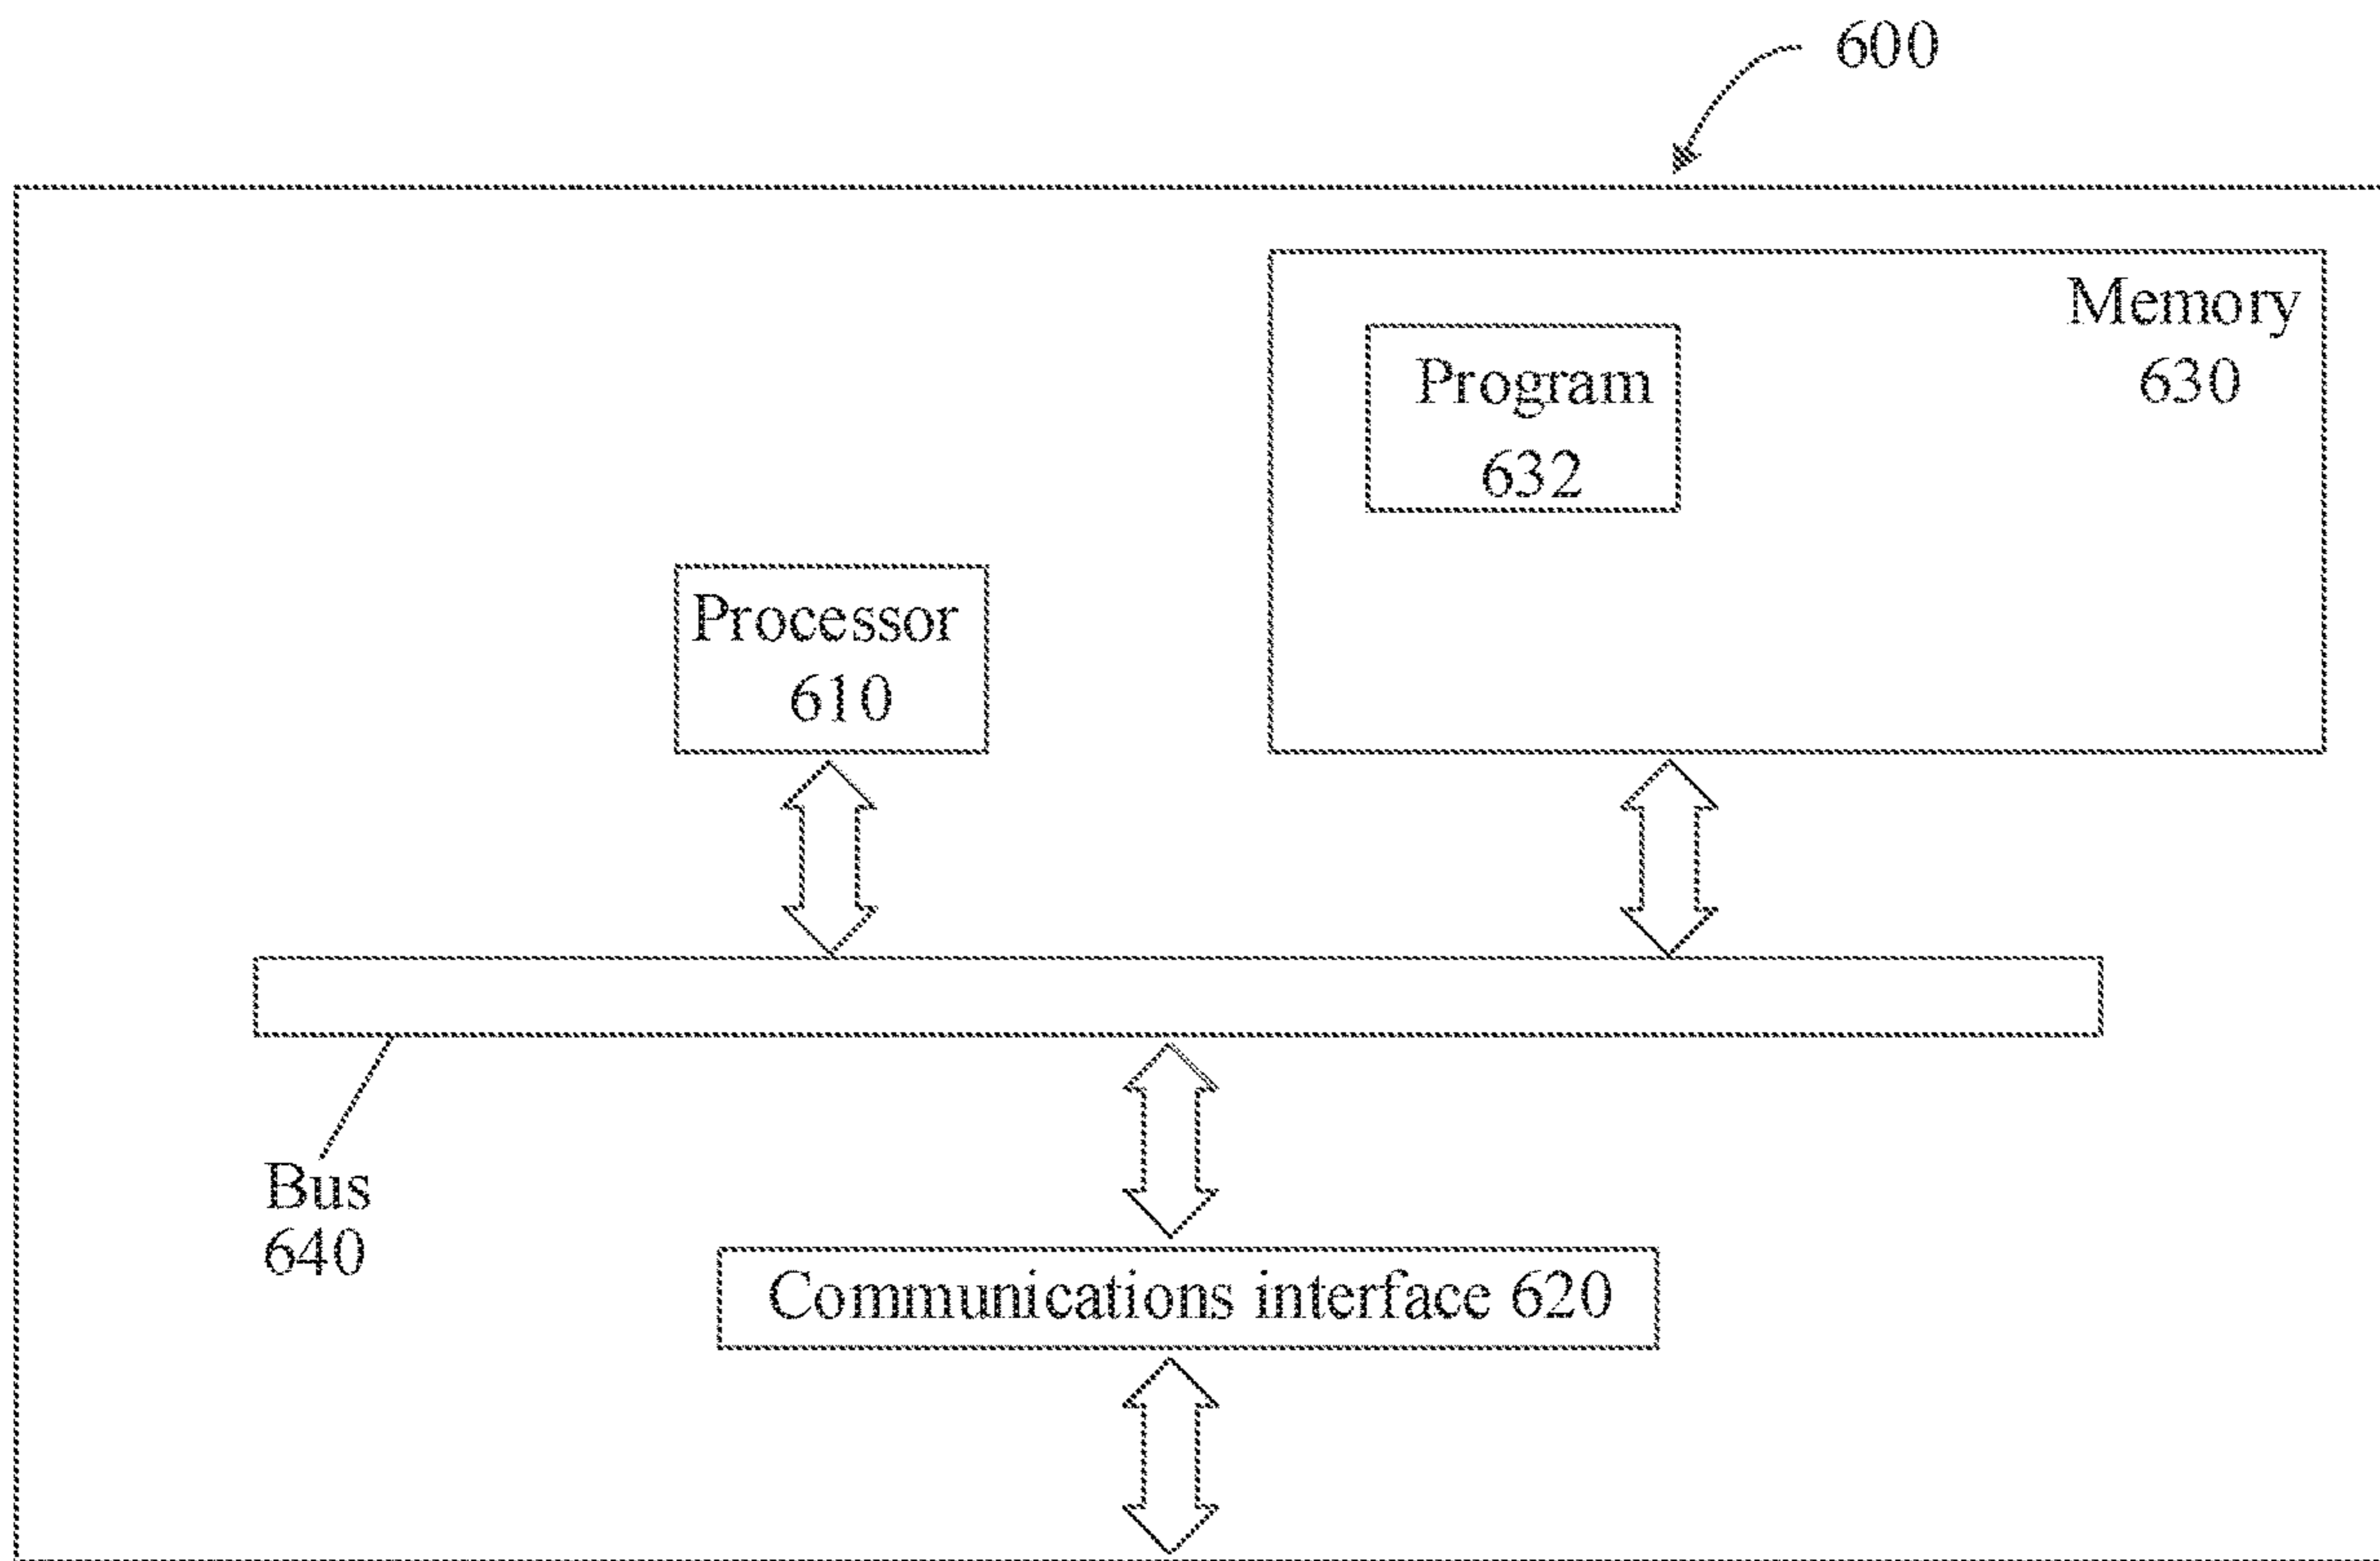 600
Memory
630
Program
632
Processor
610
Bus
640
Communications interface 620